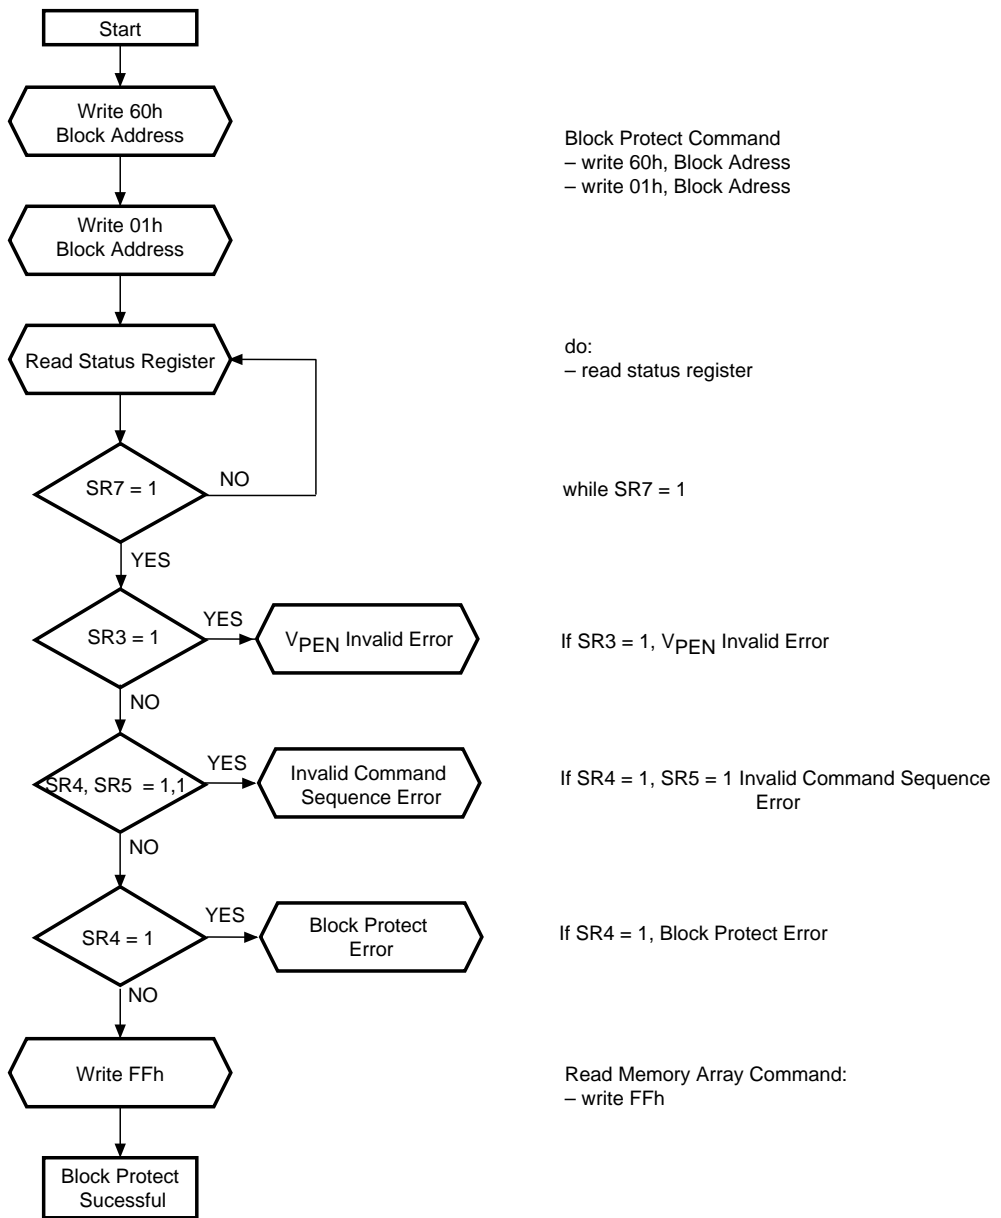 Start
Write 60h
Block Address
Block Protect Command
– write 60h, Block Adress
– write 01h, Block Adress
Write 01h
Block Address
Read Status Register
do:
– read status register
SR7 = 1
NO
while SR7 = 1
YES
SR3 = 1
YES
VPEN Invalid Error
If SR3 = 1, VPEN Invalid Error
NO
SR4, SR5 = 1,1
YES
Invalid Command
Sequence Error
If SR4 = 1, SR5 = 1 Invalid Command Sequence
Error
NO
SR4 = 1
YES
Block Protect
Error
If SR4 = 1, Block Protect Error
NO
Write FFh
Read Memory Array Command:
– write FFh
Block Protect
Sucessful